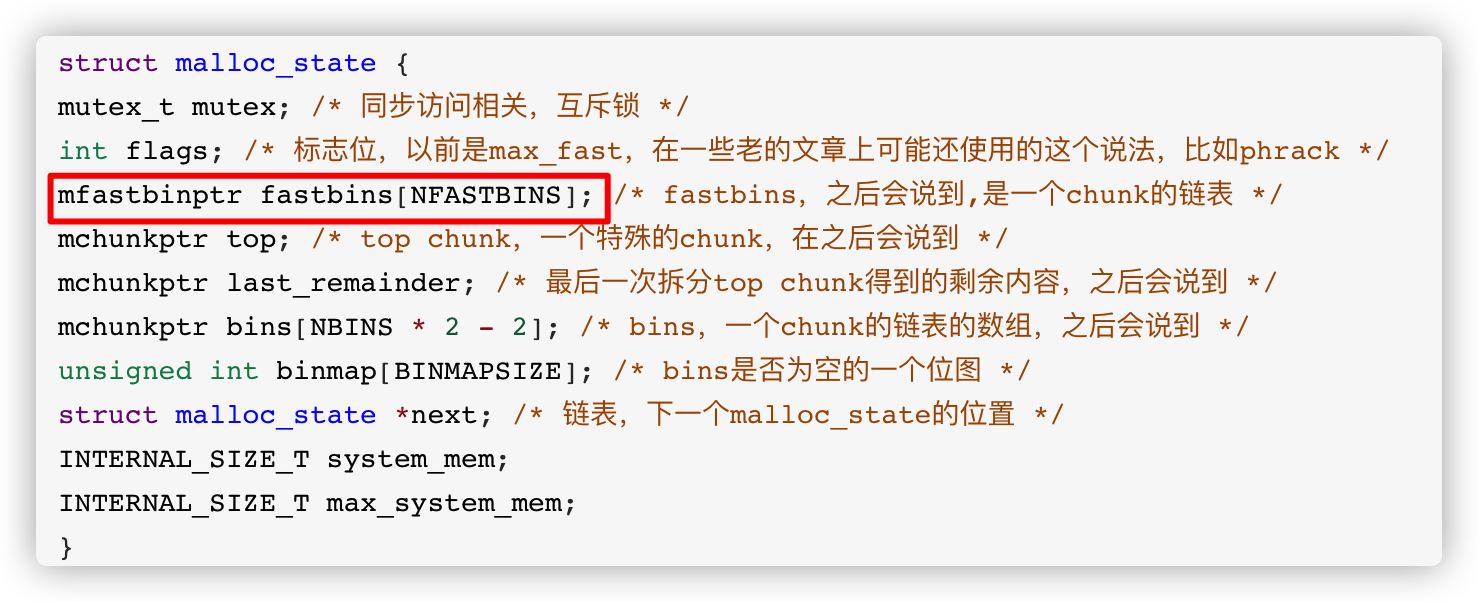 struct malloc_state {
mutex_t mutex; /* 同步访问相关，互斥锁 */
int flags; /* 标志位，以前是max_fast，在一些老的文章上可能还使用的这个说法，比如phrack */
mfastbinptr fastbins[NFASTBINS]; /* fastbins，之后会说到,是一个chunk的链表 */
mchunkptr top; /* top chunk，一个特殊的chunk，在之后会说到 */
mchunkptr last_remainder; /* 最后一次拆分top chunk得到的剩余内容，之后会说到 */
mchunkptr bins[NBINS * 2 - 2]; /* bins，一个chunk的链表的数组，之后会说到 */
unsigned int binmap[BINMAPSIZE]; /* bins是否为空的一个位图 */
struct malloc_state *next; /* 链表，下一个malloc_state的位置 */
INTERNAL_SIZE_T system_mem;
INTERNAL_SIZE_T max_system_mem;
}